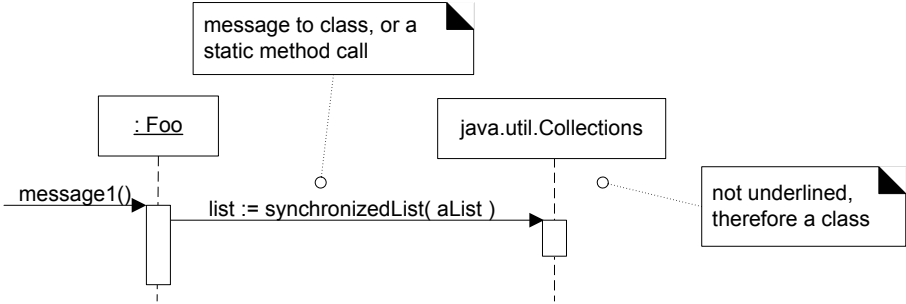 message to class, or a
static method call
: Foo
java.util.Collections
message1()
list := synchronizedList( aList )
not underlined,
therefore a class